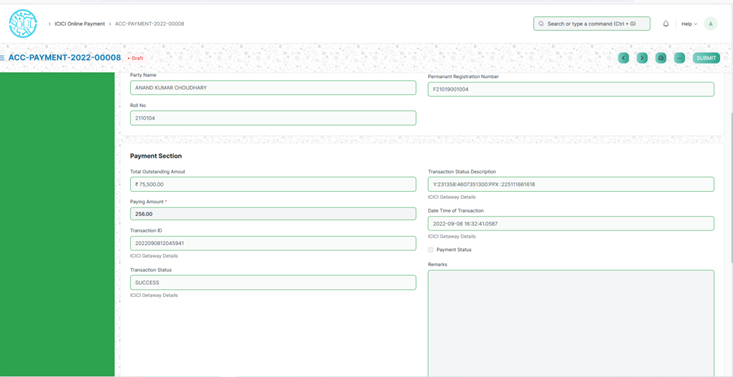 ICICI Online Payment
ACC-PAYMENT-2022-00008
Search or type a command (Ctrl + G)
Help
A
ACC-PAYMENT-2022-00008
Draft
SUBMIT
Party Name
ANAND KUMAR CHOUDHARY
Permanant Registration Number
F21019001004
Roll No
2110104
Payment Section
Total Outstanding Amoud
₹ 75,500.00
Transaction Status Description
Y:231358:4607351300:PPX :225111661618
ICICI Getaway Details
Paying Amount *
256.00
Date Time of Transaction
2022-09-08 16:32:41.0587
ICICI Getaway Details
Transaction ID
2022090812045941
ICICI Getaway Details
Payment Status
Transaction Status
SUCCESS
ICICI Getaway Details
Remarks